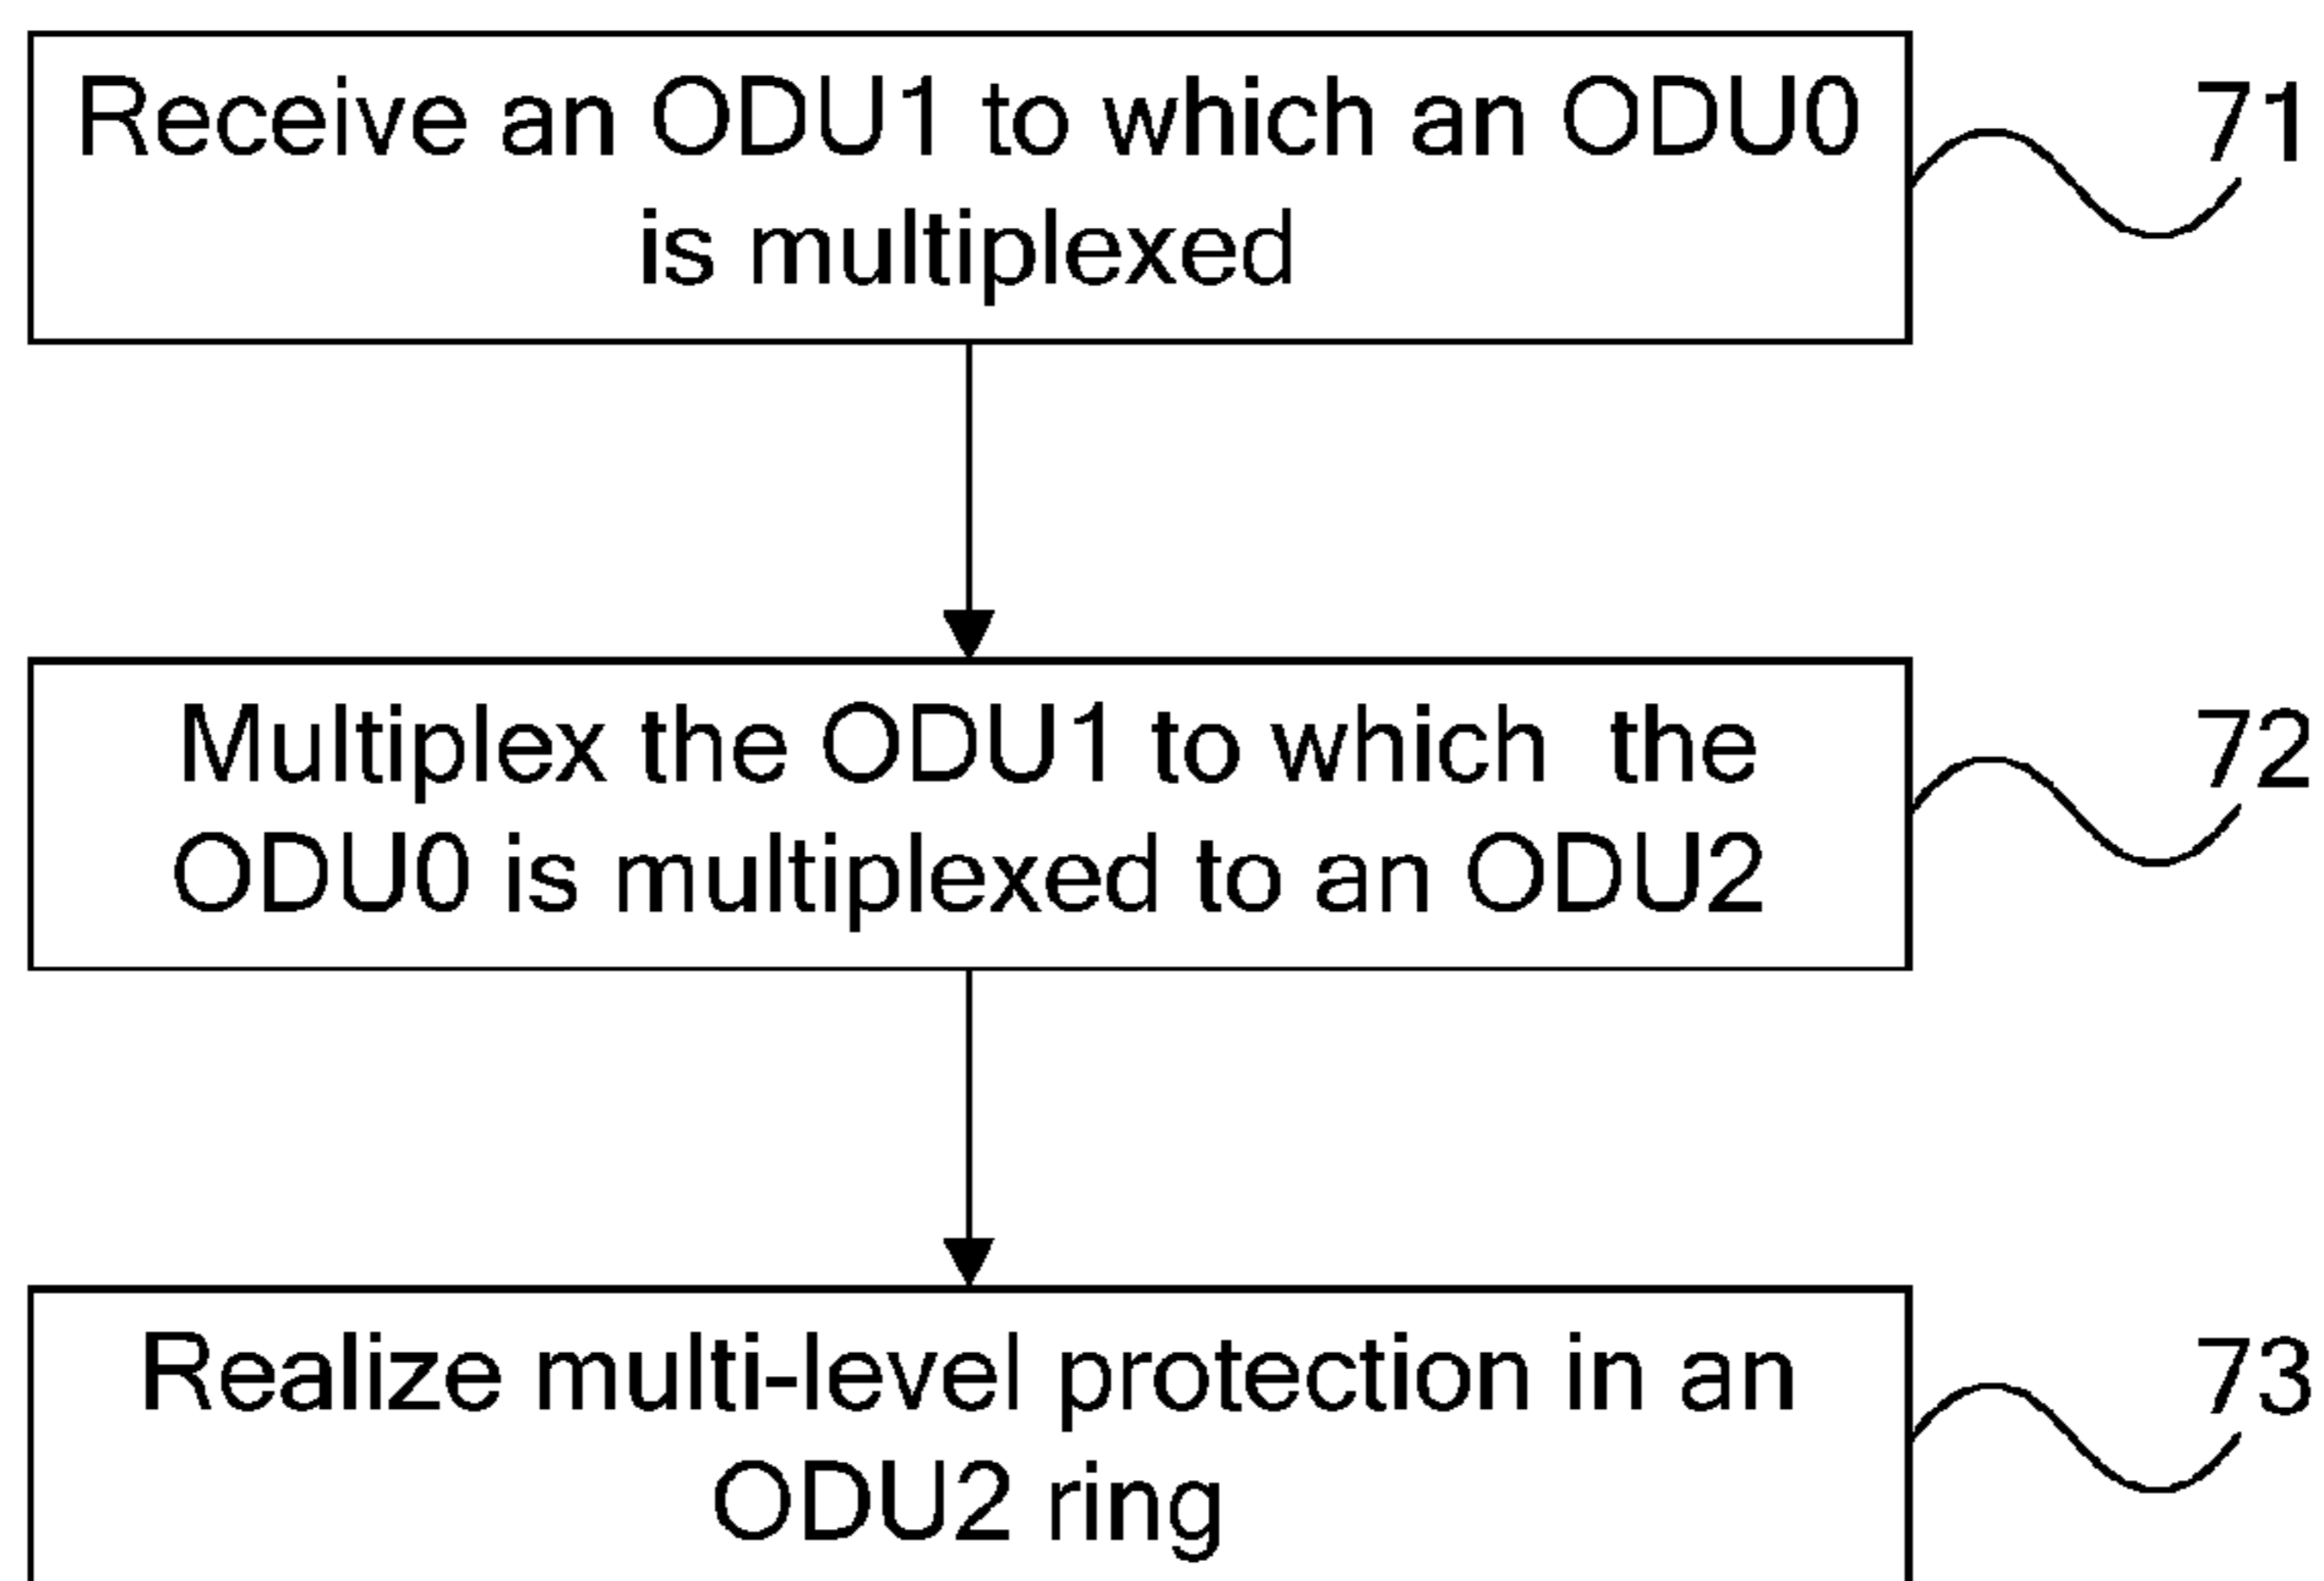 Receive an ODU1 to which an ODU0
is multiplexed
71
Multiplex the ODU1 to which the
ODU0 is multiplexed to an ODU2
72
Realize multi-level protection in an
ODU2 ring
73